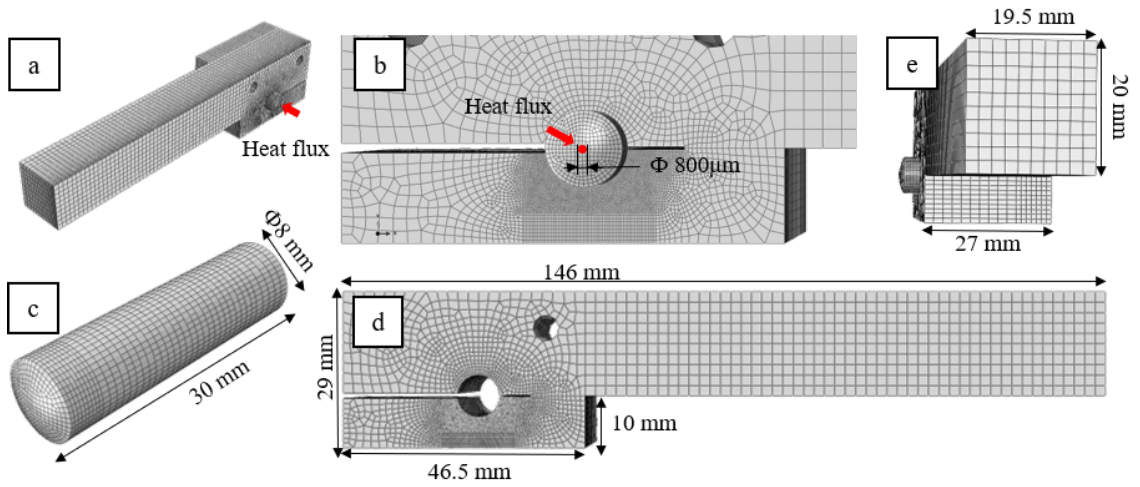 a
Heat flux
b
Heat flux
Φ 800μm
e
19.5 mm
20 mm
27 mm
c
Φ8 mm
30 mm
d
146 mm
29 mm
10 mm
46.5 mm